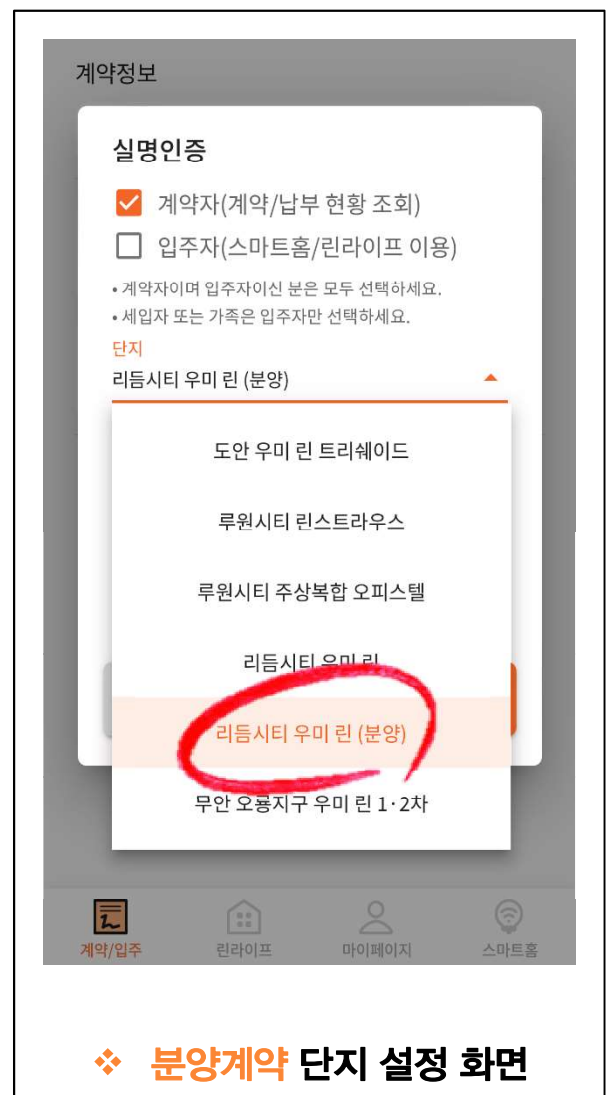 계약정보
실명인증
계약자(계약/납부 현황 조회)
입주자(스마트홈/린라이프 이용)
• 계약자이며 입주자이신 분은 모두 선택하세요.
• 세입자 또는 가족은 입주자만 선택하세요.
단지
리듬시티 우미 린 (분양)
도안 우미 린 트리쉐이드
루원시티 린스트라우스
루원시티 주상복합 오피스텔
리듬시티 우미 린
리듬시티 우미 린 (분양)
무안 오룡지구 우미 린 1·2차
계약/입주 린라이프 마이페이지 스마트홈
❖ 분양계약 단지 설정 화면